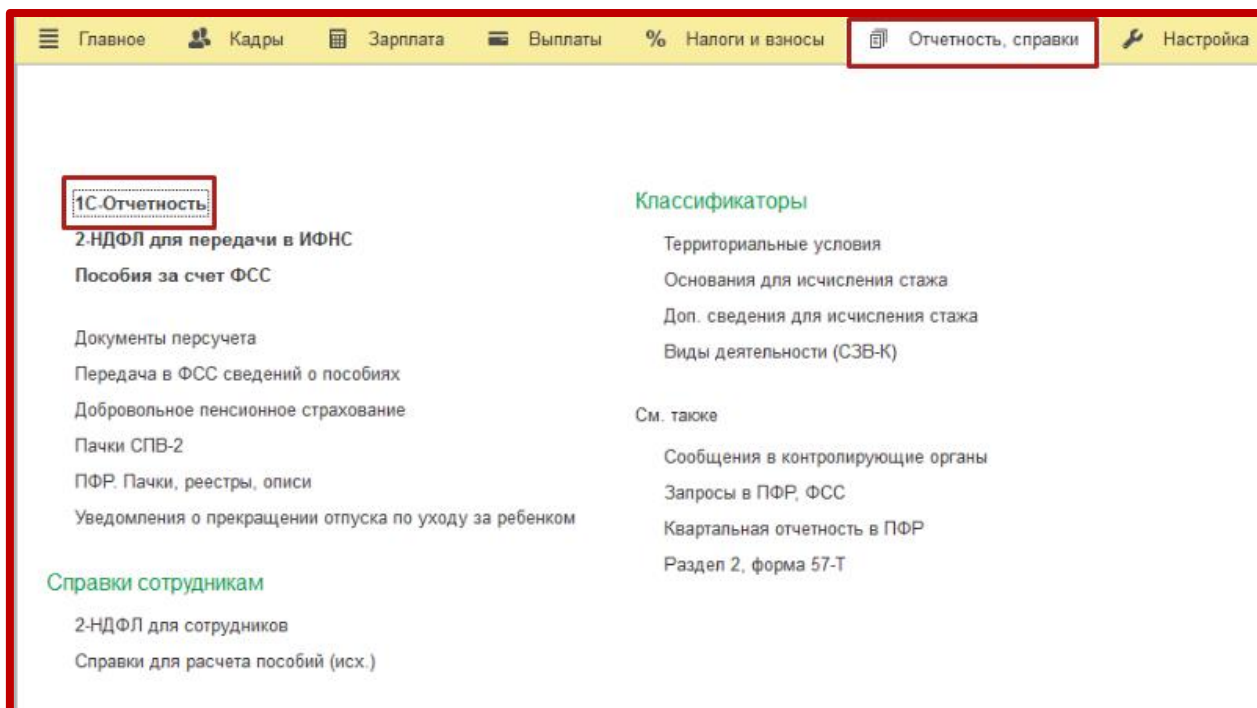 Главное Кадры Зарплата Выплаты % Налоги и взносы Отчетность, справки Настройка
1С-Отчетность
2-НДФЛ для передачи в ИФНС
Пособия за счет ФСС
Документы персучета
Передача в ФСС сведений о пособиях
Добровольное пенсионное страхование
Пачки СПВ-2
ПФР. Пачки, реестры, описи
Уведомления о прекращении отпуска по уходу за ребенком
Справки сотрудникам
2-НДФЛ для сотрудников
Справки для расчета пособий (исх.)
Классификаторы
Территориальные условия
Основания для исчисления стажа
Доп. сведения для исчисления стажа
Виды деятельности (СЗВ-К)
См. также
Сообщения в контролирующие органы
Запросы в ПФР, ФСС
Квартальная отчетность в ПФР
Раздел 2, форма 57-Т